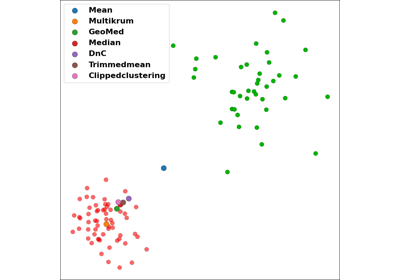 Mean
Multikrum
GeoMed
Median
DnC
Trimmedmean
Clippedclustering